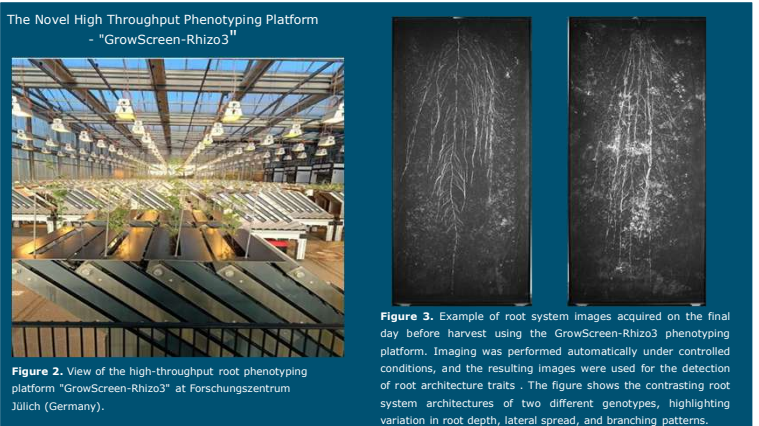 The Novel High Throughput Phenotyping Platform
- "GrowScreen-Rhizo3"
Figure 2. View of the high-throughput root phenotyping
platform "GrowScreen-Rhizo3" at Forschungszentrum
Jülich (Germany).
Figure 3. Example of root system images acquired on the final
day before harvest using the GrowScreen-Rhizo3 phenotyping
platform. Imaging was performed automatically under controlled
conditions, and the resulting images were used for the detection
of root architecture traits . The figure shows the contrasting root
system architectures of two different genotypes, highlighting
variation in root depth, lateral spread, and branching patterns.